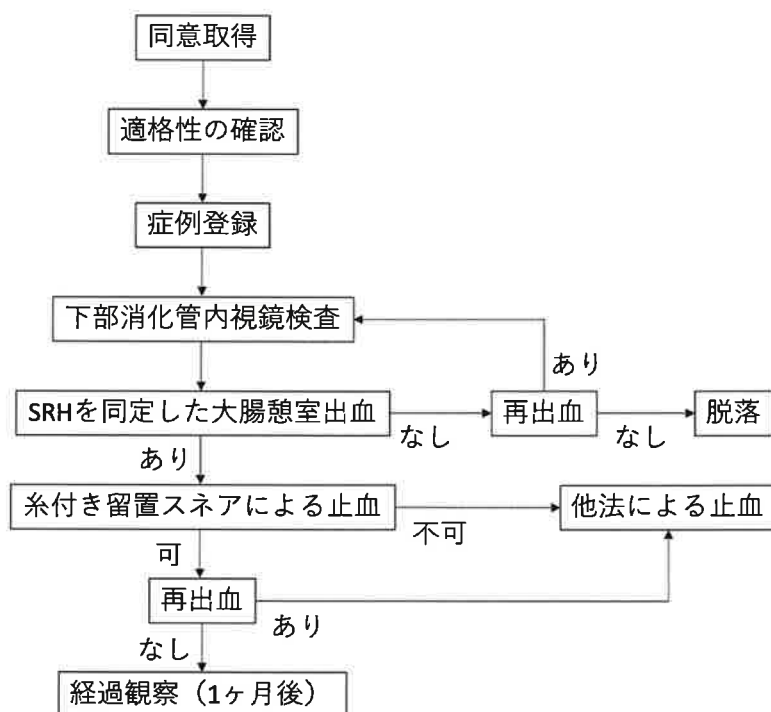 同意取得
適格性の確認
症例登録
下部消化管内視鏡検査
あり
SRHを同定した大腸憩室出血
なし
再出血
なし
脱落
あり
糸付き留置スネアによる止血
不可
他法による止血
可
再出血
あり
なし
経過観察（1ヶ月後）